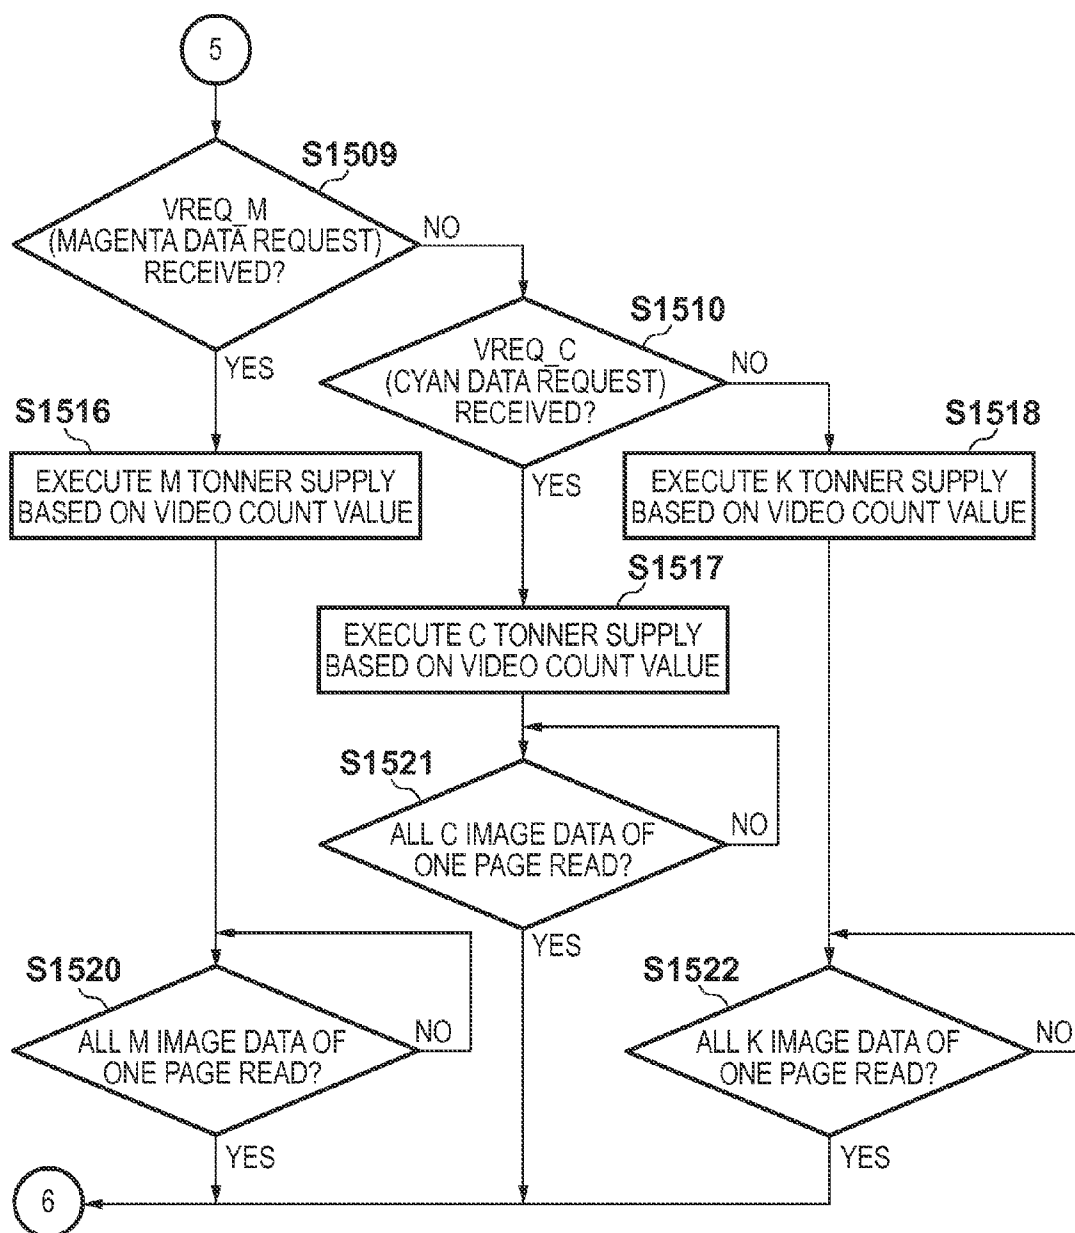 5
S1509
VREQ_M
(MAGENTA DATA REQUEST)
RECEIVED?
NO
YES
S1510
VREQ_C
(CYAN DATA REQUEST)
RECEIVED?
NO
YES
S1516
EXECUTE M TONNER SUPPLY
BASED ON VIDEO COUNT VALUE
S1518
EXECUTE K TONNER SUPPLY
BASED ON VIDEO COUNT VALUE
S1517
EXECUTE C TONNER SUPPLY
BASED ON VIDEO COUNT VALUE
S1521
ALL C IMAGE DATA OF
ONE PAGE READ?
NO
YES
S1520
ALL M IMAGE DATA OF
ONE PAGE READ?
NO
YES
S1522
ALL K IMAGE DATA OF
ONE PAGE READ?
NO
YES
6